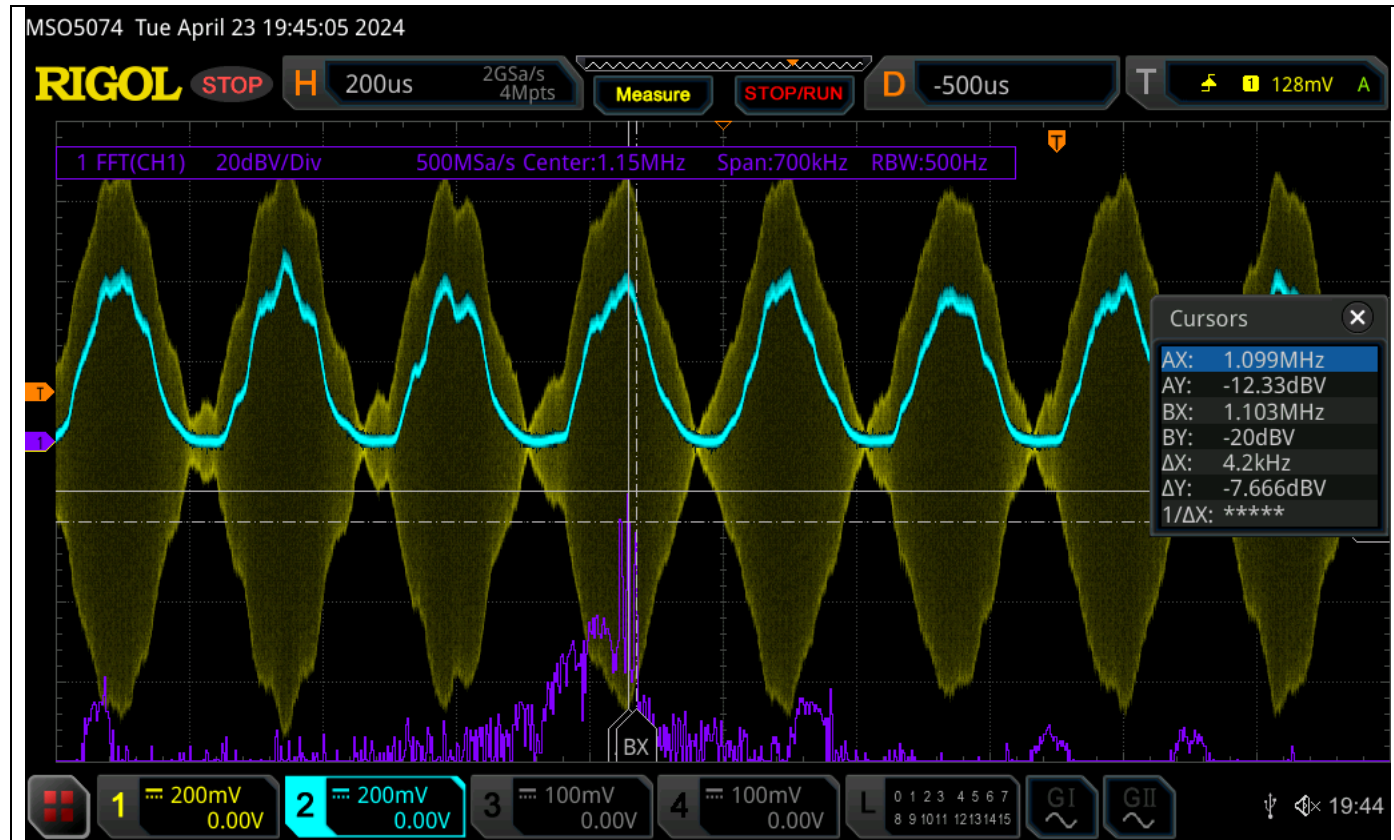 MSO5074 Tue April 23 19:45:05 2024
RIGOL STOP H 200us 2GSa/s 4Mpts Measure STOP/RUN D -500us T 1 128mV A
T
1 FFT(CH1) 20dBV/Div 500MSa/s Center:1.15MHz Span:700kHz RBW:500Hz
Cursors
AX: 1.099MHz
AY: -12.33dBV
BX: 1.103MHz
BY: -20dBV
ΔX: 4.2kHz
ΔY: -7.666dBV
1/ΔX: *****
T
1
BX
1 200mV 0.00V 2 200mV 0.00V 3 100mV 0.00V 4 100mV 0.00V L 0 1 2 3 4 5 6 7 8 9 10 11 12 13 14 15 GI GII 19:44